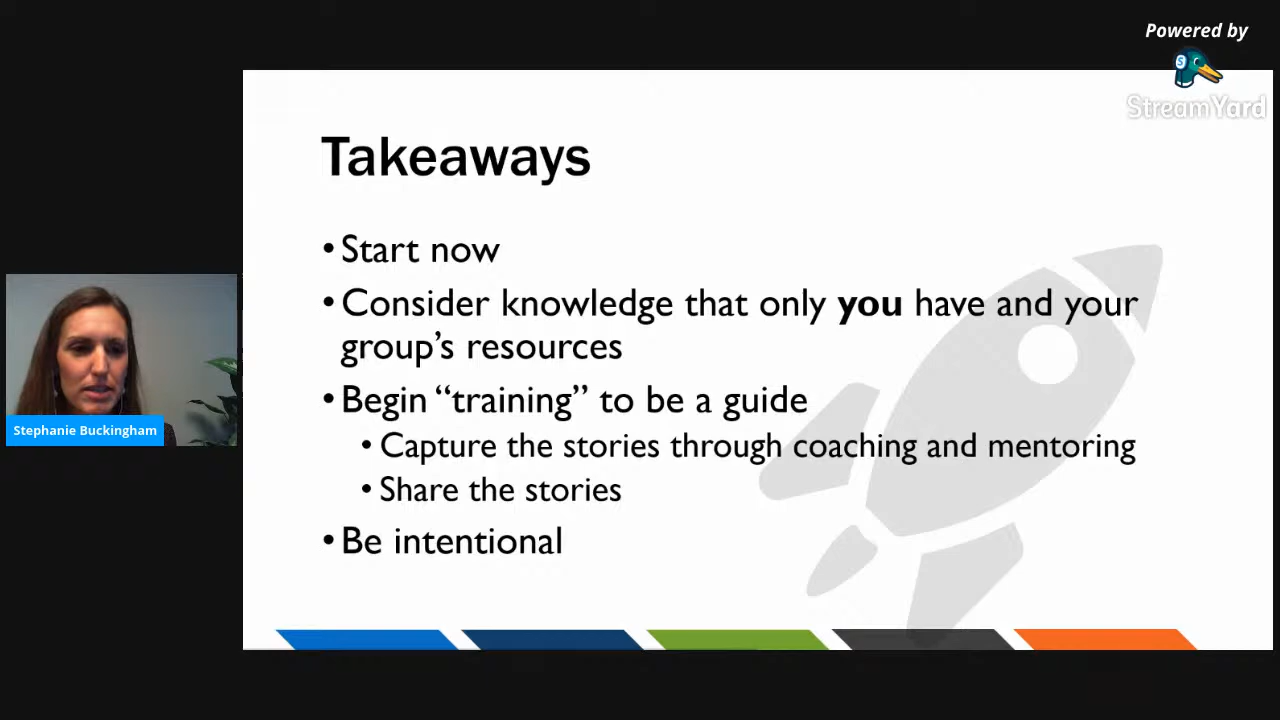 Powered by
StreamYard
Takeaways
•Start now
•Consider knowledge that only you have and your
group’s resources
•Begin “training” to be a guide
•Capture the stories through coaching and mentoring
•Share the stories
•Be intentional
Stephanie Buckingham